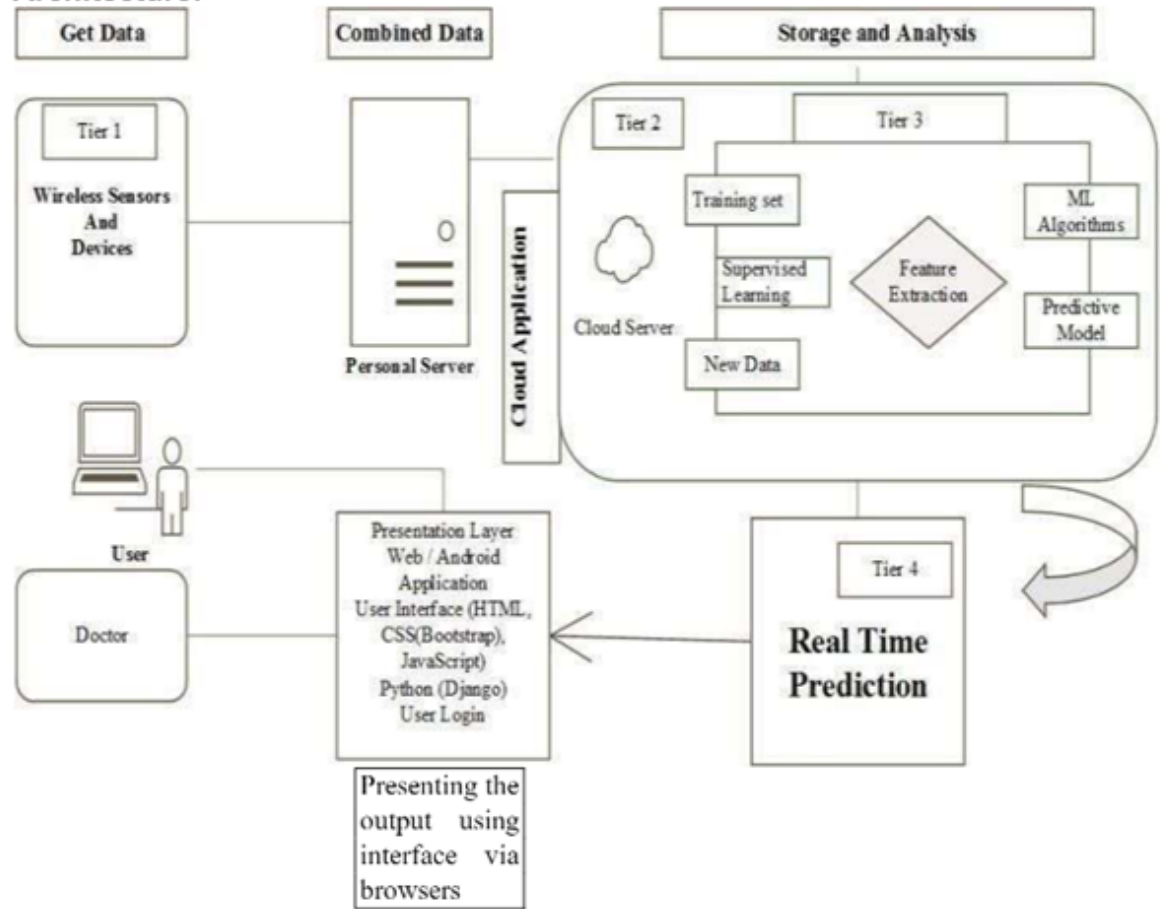 Get Data
Combined Data
Storage and Analysis
Tier 1
Wireless Sensors
And
Devices
Personal Server
Cloud Application
Tier 2
Cloud Server
Tier 3
Training set
Supervised
Learning
New Data
Feature
Extraction
ML
Algorithms
Predictive
Model
User
Doctor
Presentation Layer
Web / Android
Application
User Interface (HTML,
CSS(Bootstrap),
JavaScript)
Python (Django)
User Login
Presenting the
output using
interface via
browsers
Tier 4
Real Time
Prediction